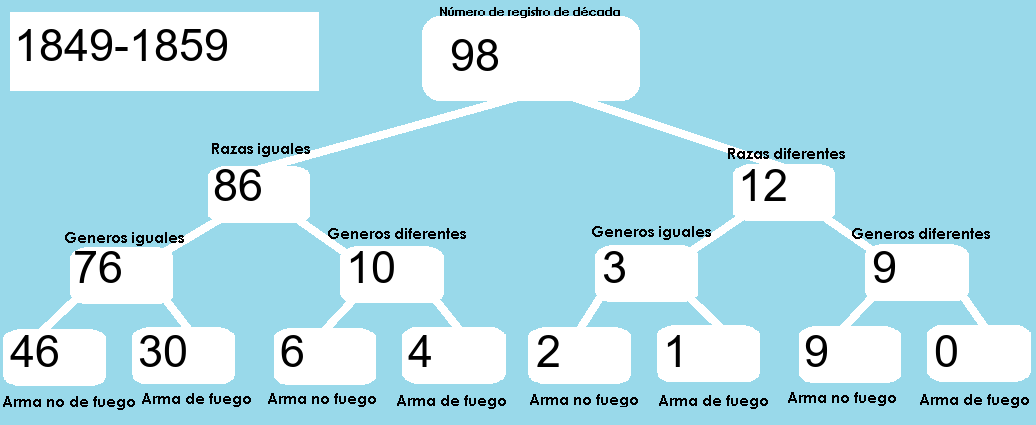 Número de registro de década
1849-1859
98
Razas iguales
Razas diferentes
86
12
Generos iguales
Generos diferentes
Generos iguales
Generos diferentes
76
10
3
9
46
30
6
4
2
1
9
0
Arma no de fuego
Arma de fuego
Arma no fuego
Arma de fuego
Arma no fuego
Arma de fuego
Arma no fuego
Arma de fuego